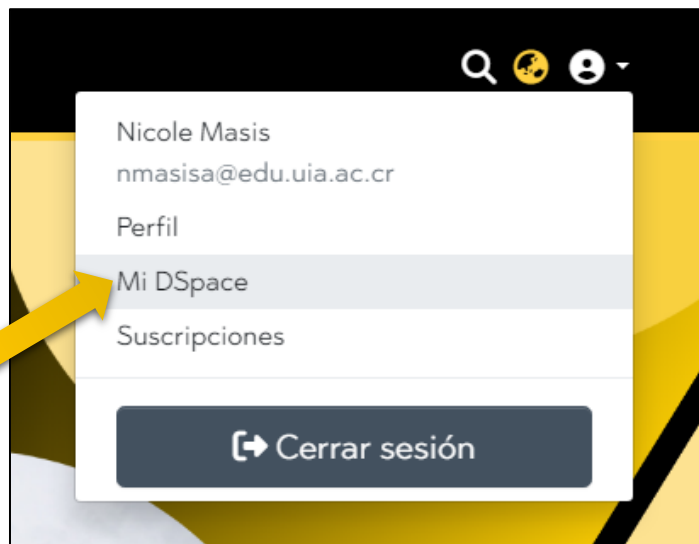 Nicole Masis
nmasisa@edu.uia.ac.cr
Perfil
Mi DSpace
Suscripciones
Cerrar sesión